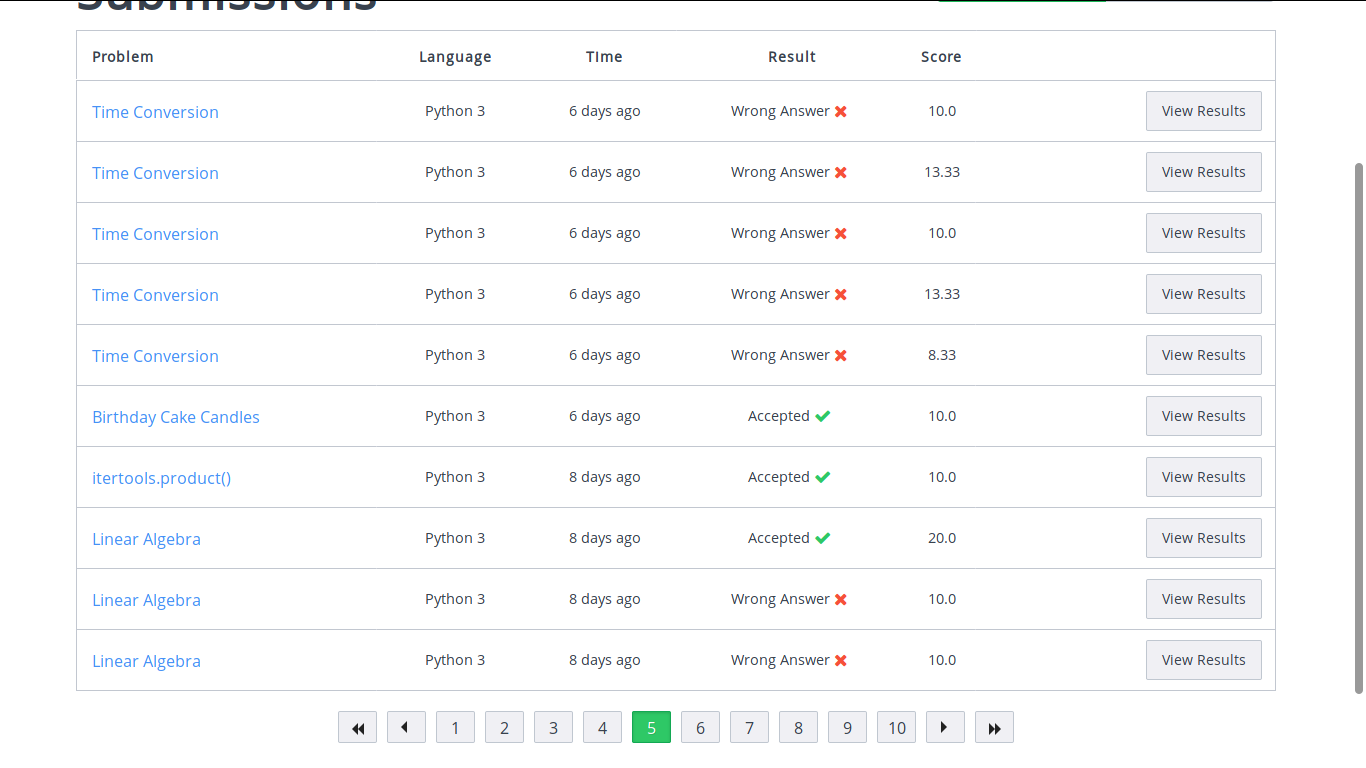 Submissions
Problem Language TIme Result Score
Time Conversion Python 3 6 days ago Wrong Answer 10.0 View Results
Time Conversion Python 3 6 days ago Wrong Answer 13.33 View Results
Time Conversion Python 3 6 days ago Wrong Answer 10.0 View Results
Time Conversion Python 3 6 days ago Wrong Answer 13.33 View Results
Time Conversion Python 3 6 days ago Wrong Answer 8.33 View Results
Birthday Cake Candles Python 3 6 days ago Accepted 10.0 View Results
itertools.product() Python 3 8 days ago Accepted 10.0 View Results
Linear Algebra Python 3 8 days ago Accepted 20.0 View Results
Linear Algebra Python 3 8 days ago Wrong Answer 10.0 View Results
Linear Algebra Python 3 8 days ago Wrong Answer 10.0 View Results
1 2 3 4 5 6 7 8 9 10